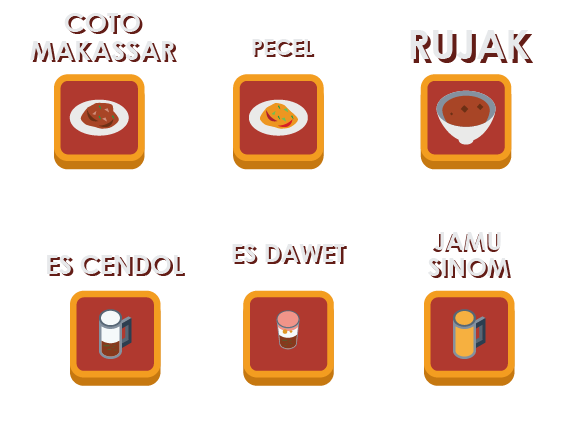 COTO
MAKASSAR
PECEL
RUJAK
ES CENDOL
ES DAWET
JAMU
SINOM